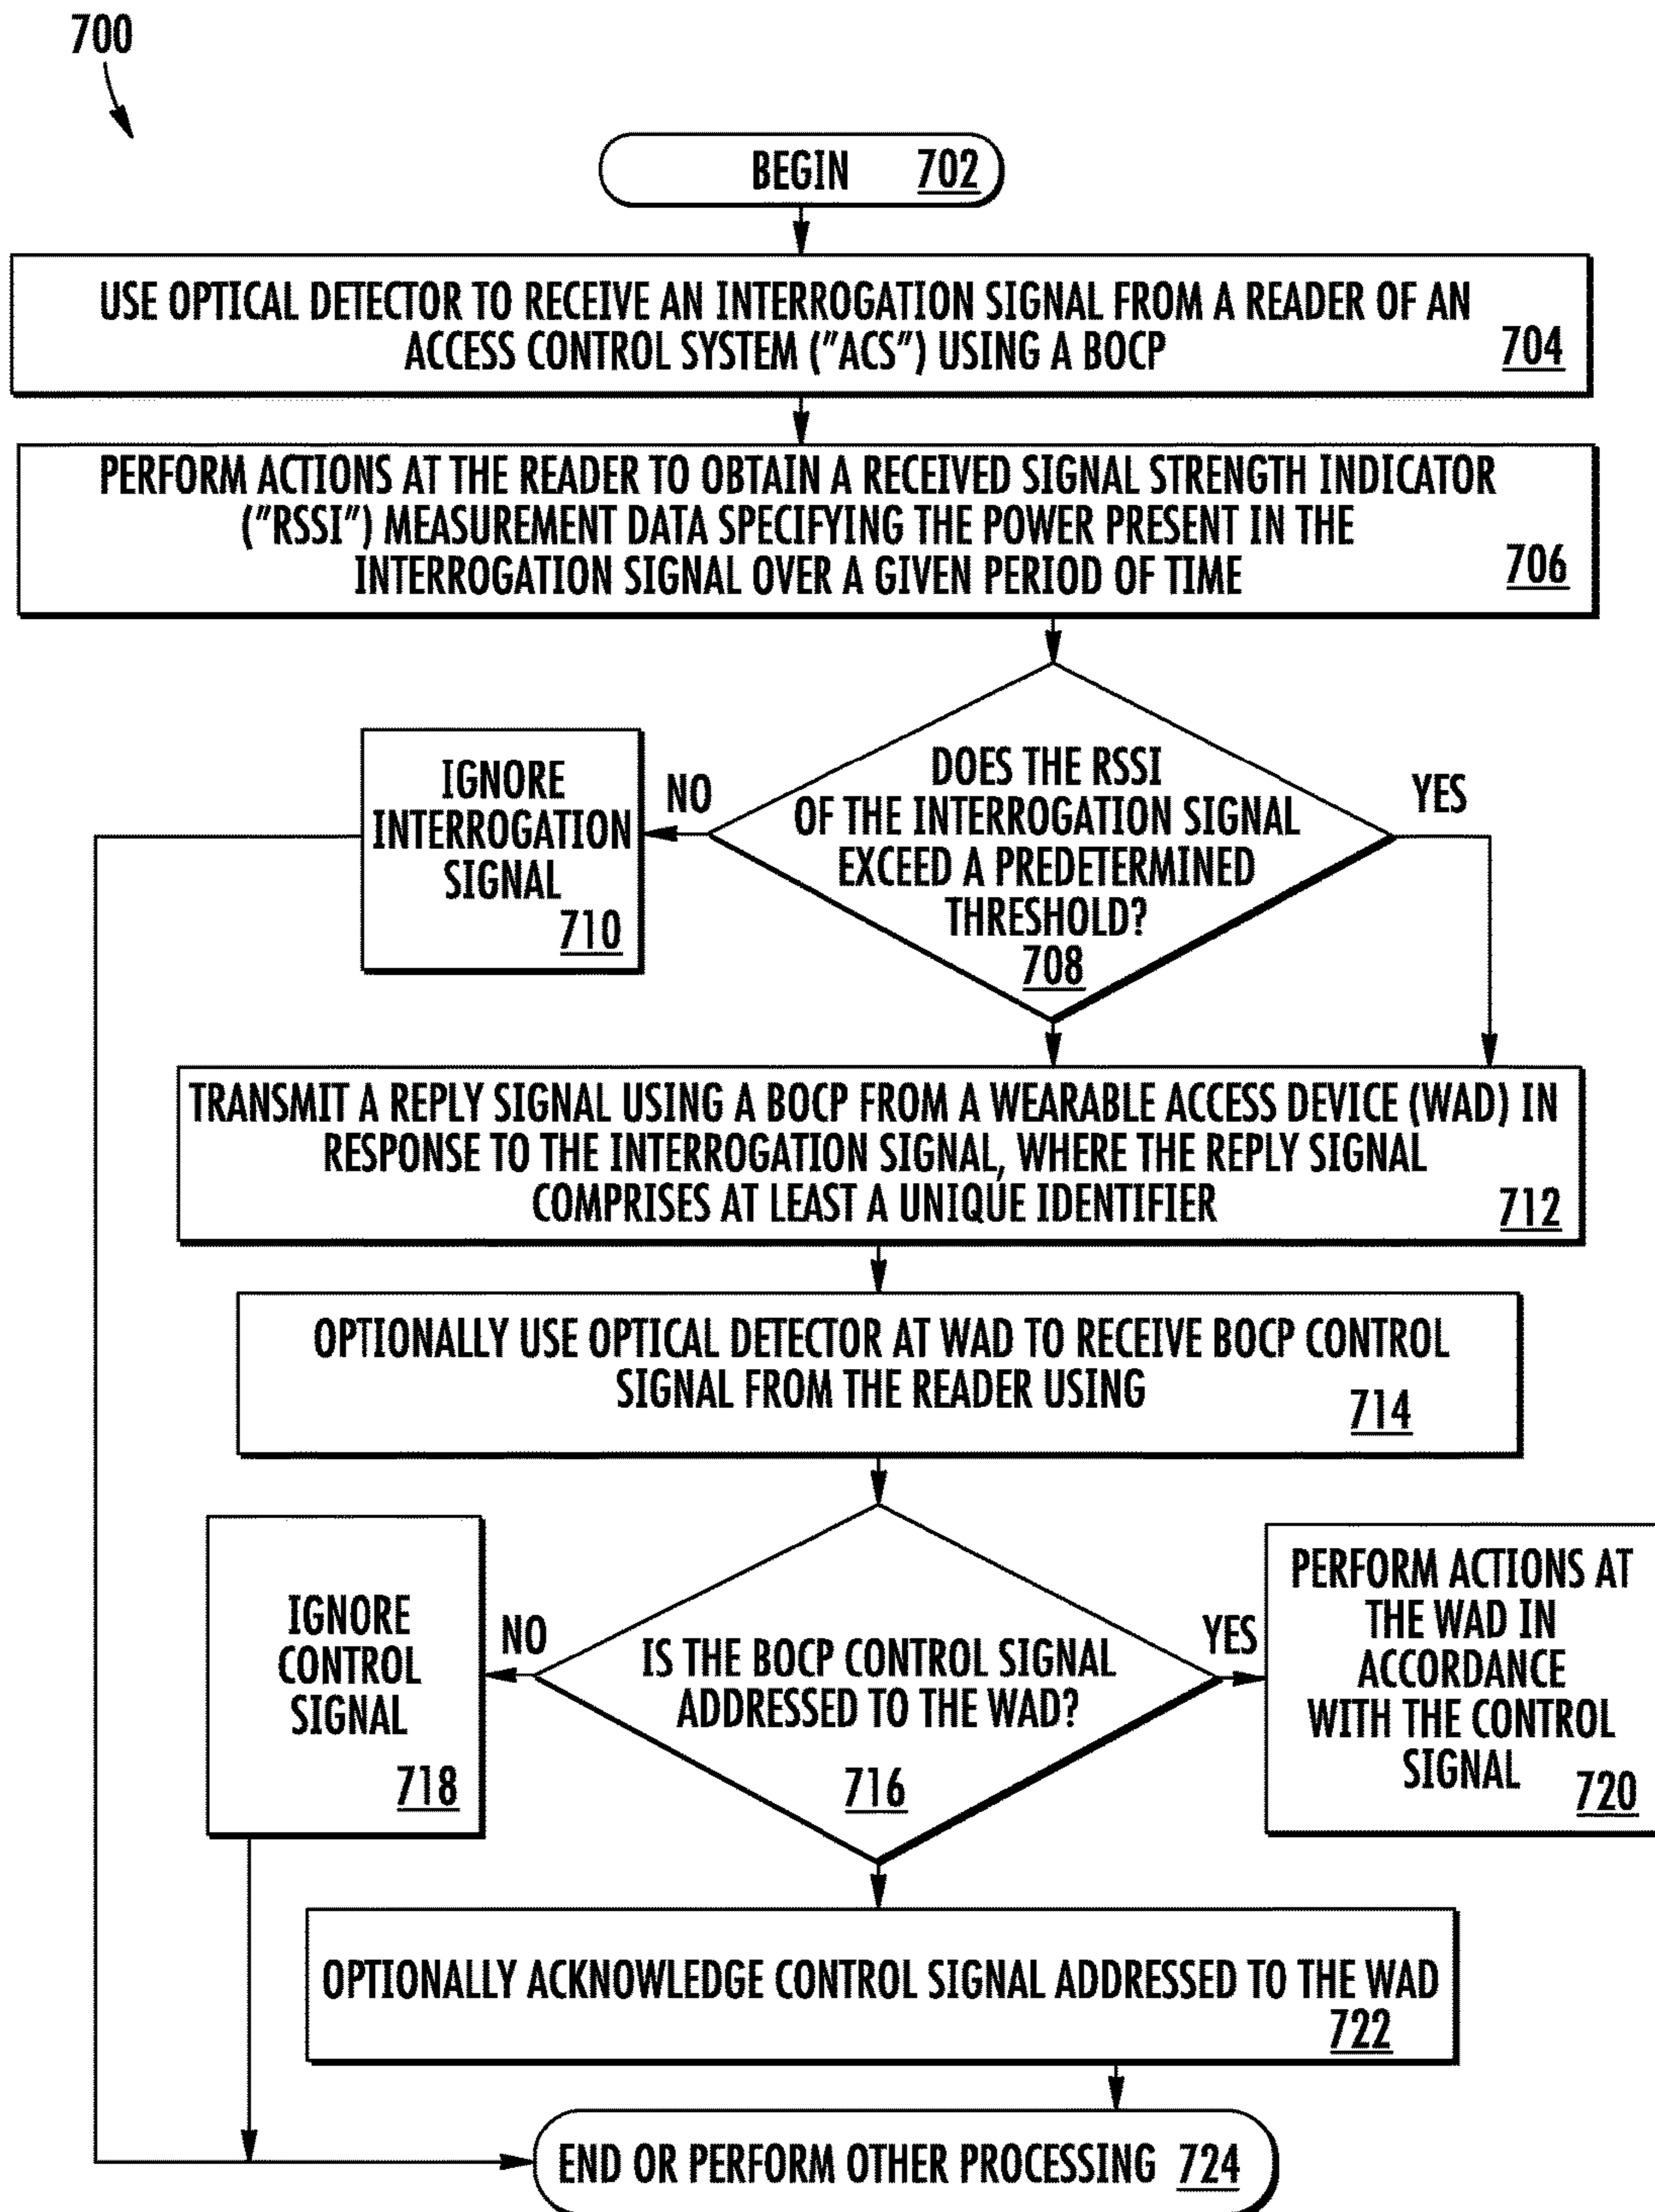 700
BEGIN 702
USE OPTICAL DETECTOR TO RECEIVE AN INTERROGATION SIGNAL FROM A READER OF AN
ACCESS CONTROL SYSTEM ("ACS") USING A BOCP
704
PERFORM ACTIONS AT THE READER TO OBTAIN A RECEIVED SIGNAL STRENGTH INDICATOR
("RSSI") MEASUREMENT DATA SPECIFYING THE POWER PRESENT IN THE
INTERROGATION SIGNAL OVER A GIVEN PERIOD OF TIME
706
DOES THE RSSI
OF THE INTERROGATION SIGNAL
EXCEED A PREDETERMINED
THRESHOLD?
708
NO
YES
IGNORE
INTERROGATION
SIGNAL
710
TRANSMIT A REPLY SIGNAL USING A BOCP FROM A WEARABLE ACCESS DEVICE (WAD) IN
RESPONSE TO THE INTERROGATION SIGNAL, WHERE THE REPLY SIGNAL
COMPRISES AT LEAST A UNIQUE IDENTIFIER
712
OPTIONALLY USE OPTICAL DETECTOR AT WAD TO RECEIVE BOCP CONTROL
SIGNAL FROM THE READER USING
714
IS THE BOCP CONTROL SIGNAL
ADDRESSED TO THE WAD?
716
NO
YES
IGNORE
CONTROL
SIGNAL
718
PERFORM ACTIONS AT
THE WAD IN
ACCORDANCE
WITH THE CONTROL
SIGNAL
720
OPTIONALLY ACKNOWLEDGE CONTROL SIGNAL ADDRESSED TO THE WAD
722
END OR PERFORM OTHER PROCESSING 724